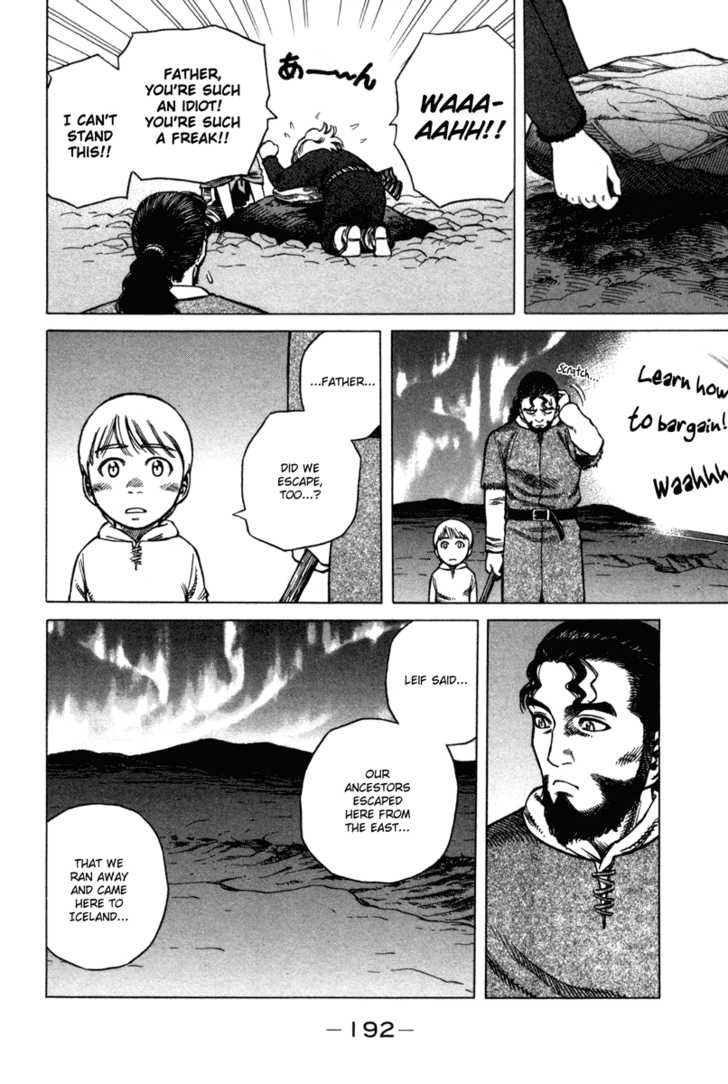 WAAA-
AAHH!!
あーーん
FATHER,
YOU'RE SUCH
AN IDIOT!
YOU'RE SUCH
A FREAK!!
I CAN'T
STAND
THIS!!
Learn how
to bargain!
Waahhh
Scratch...
...FATHER...
DID WE
ESCAPE,
TOO...?
LEIF SAID...
OUR
ANCESTORS
ESCAPED
HERE FROM
THE EAST...
THAT WE
RAN AWAY
AND CAME
HERE TO
ICELAND...
-192-